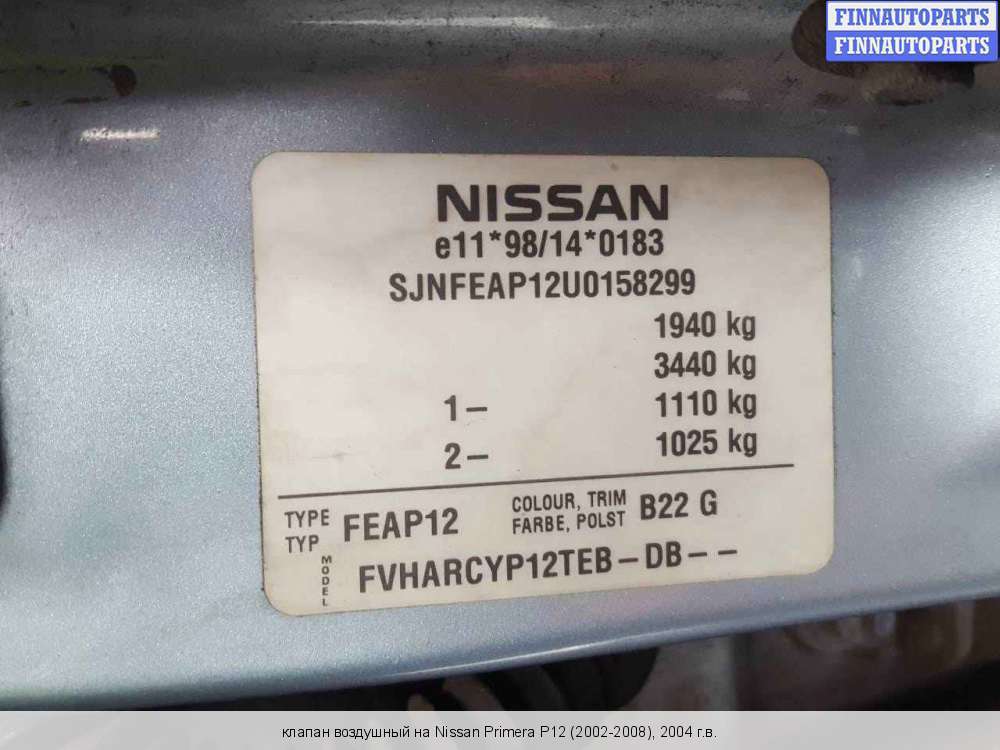 FINNAUTOPARTS
FINNAUTOPARTS
NISSAN
e11*98/14*0183
SJNFEAP12U0158299
1940 kg
3440 kg
1– 1110 kg
2– 1025 kg
TYPE TYP FEAP12 COLOUR, TRIM FARBE, POLST B22 G
MODEL FVHARCYP12TEB–DB––
клапан воздушный на Nissan Primera P12 (2002-2008), 2004 г.в.